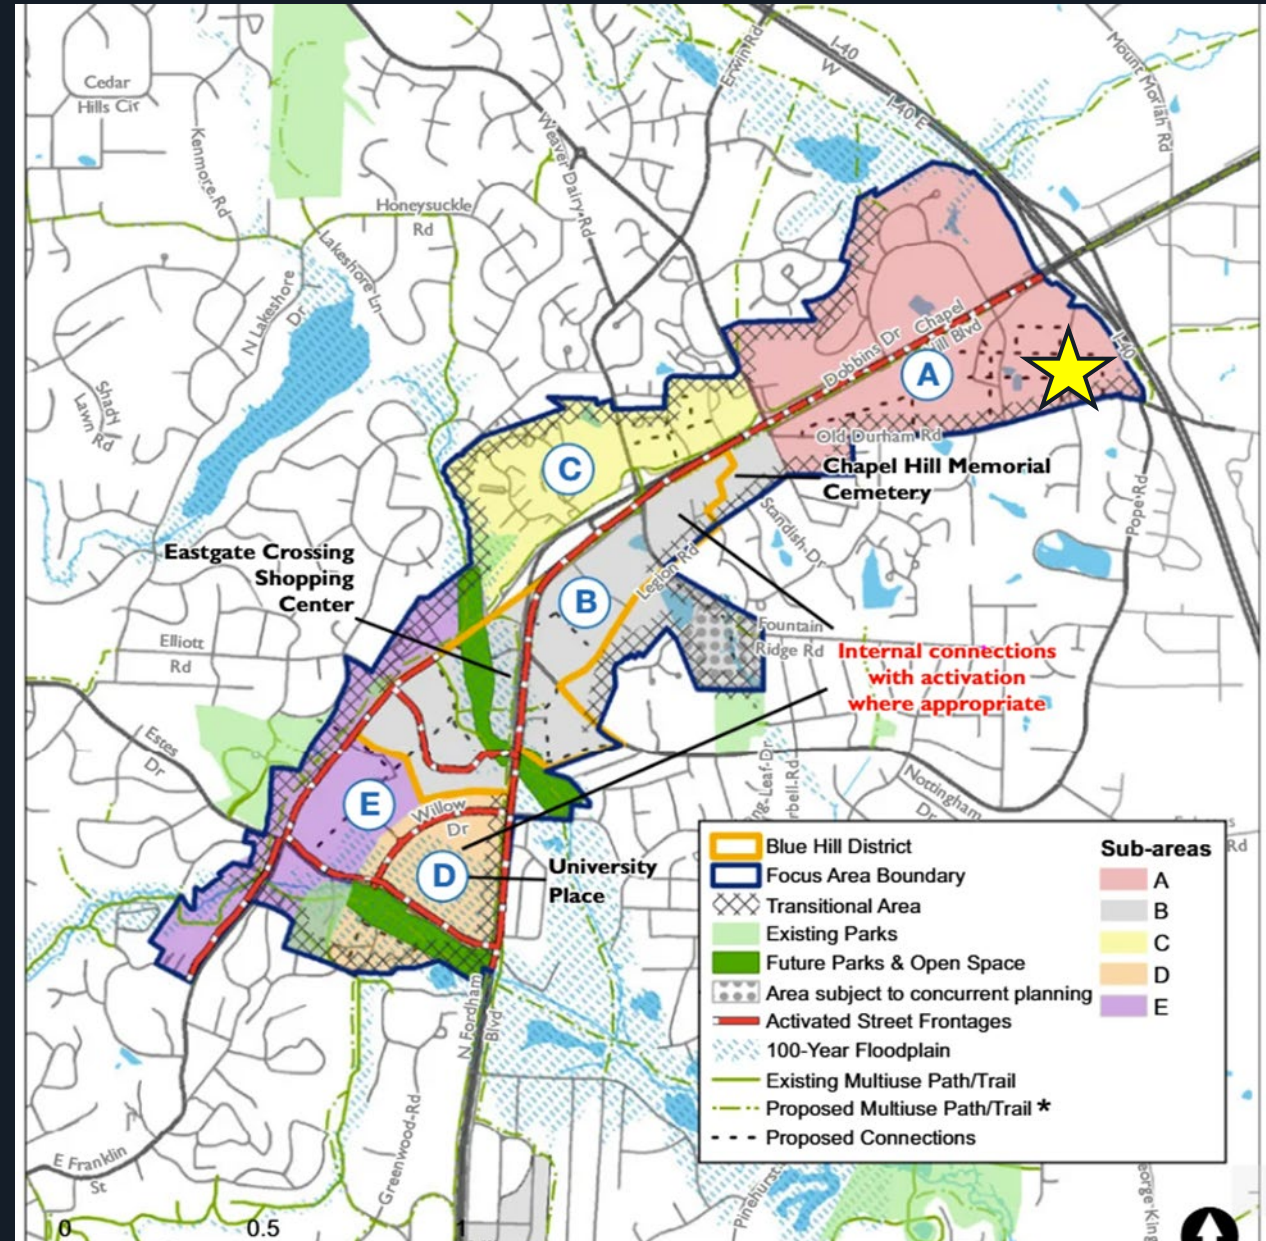 I-40
W
I-40 E
Erwin Rd
Mount Moriah Rd
Cedar
Hills Cir
Kenmore Rd
Weaver Dairy Rd
Honeysuckle
Rd
Lakeshore Ln
N Lakeshore
Dr
Shady
Lawn Rd
Dobbins Dr
Chapel
Hill Blvd
I-40
A
Old Durham Rd
Chapel Hill Memorial
Cemetery
C
Pope Rd
Standish Dr
Legion Rd
Eastgate Crossing
Shopping
Center
B
Fountain
Ridge Rd
Elliott
Rd
Internal connections
with activation
where appropriate
Estes
Dr
Nottingham
Dr
E
Willow
Dr
D
University
Place
Rd
N Fordham
Blvd
Greenwood Rd
E Franklin
St
Pinehurst
0 0.5 1
Blue Hill District
Focus Area Boundary
Transitional Area
Existing Parks
Future Parks & Open Space
Area subject to concurrent planning
Activated Street Frontages
100-Year Floodplain
Existing Multiuse Path/Trail
Proposed Multiuse Path/Trail *
Proposed Connections
Sub-areas
A
B
C
D
E